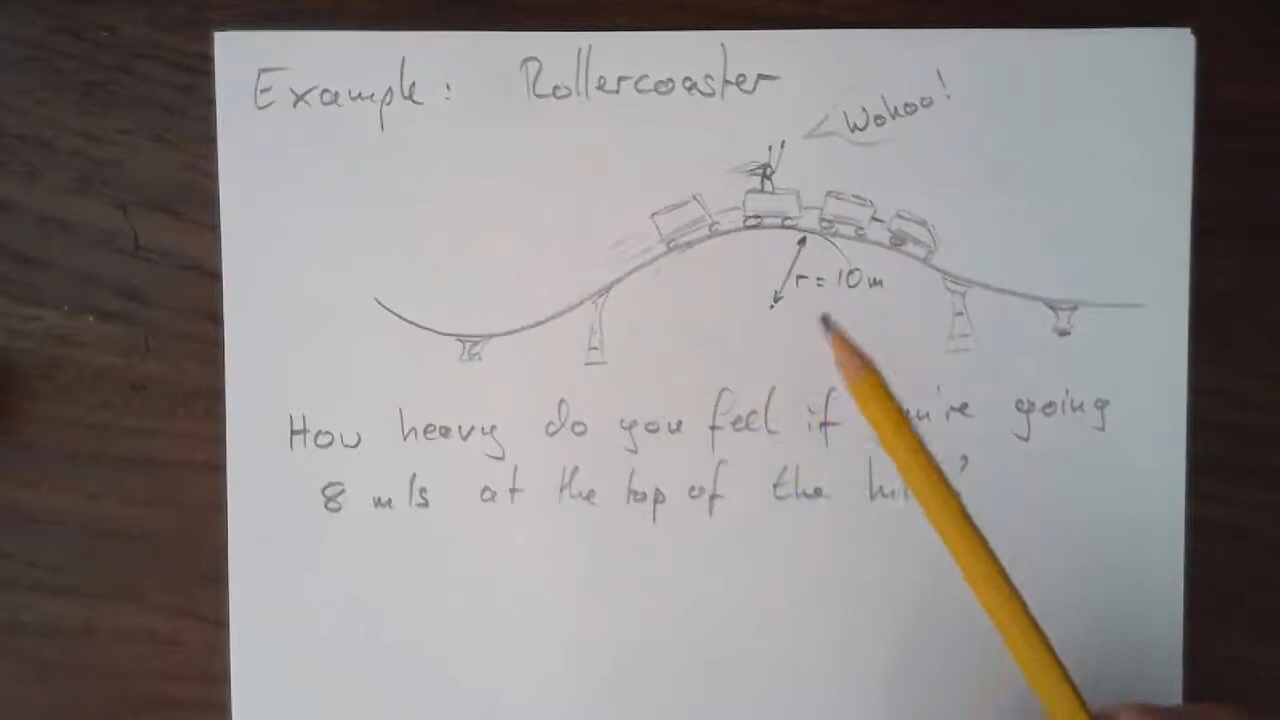 Example: Rollercoaster
Wohoo!
r = 10 m
How heavy do you feel if going
8 m/s at the top of the